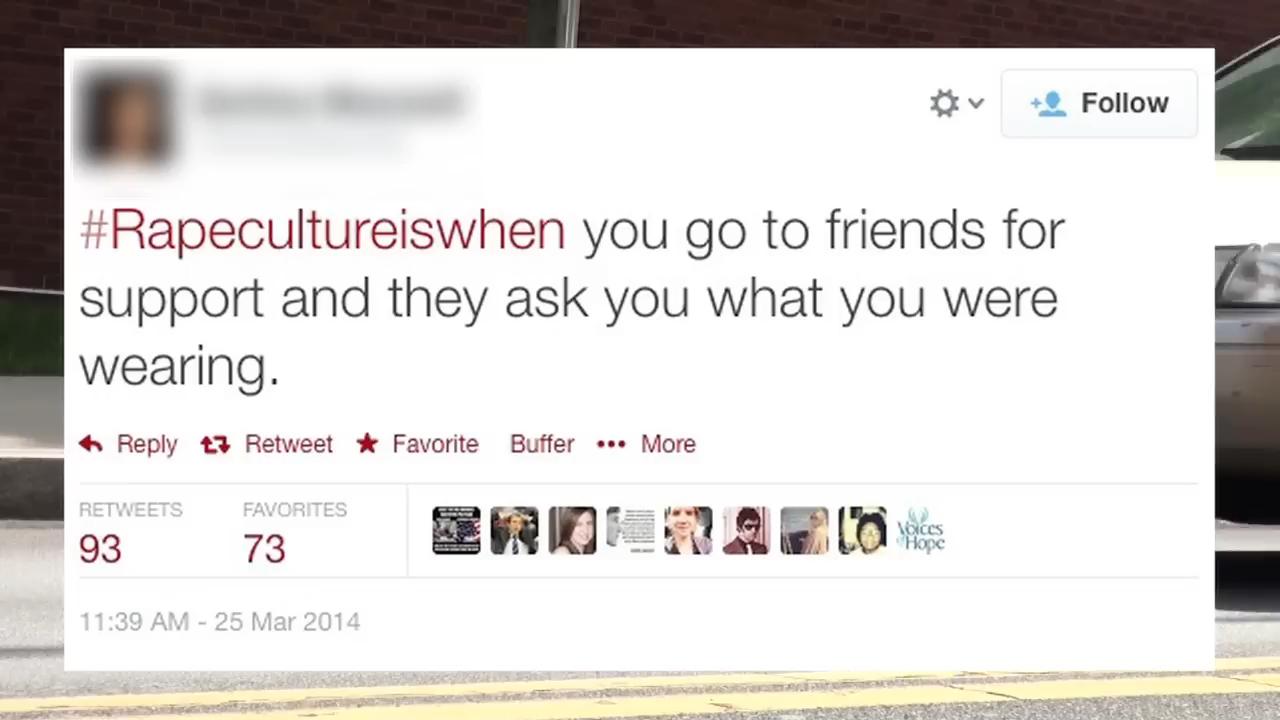 Follow
#Rapecultureiswhen you go to friends for
support and they ask you what you were
wearing.
Reply Retweet Favorite Buffer More
RETWEETS FAVORITES
93 73
Voices
of Hope
11:39 AM - 25 Mar 2014